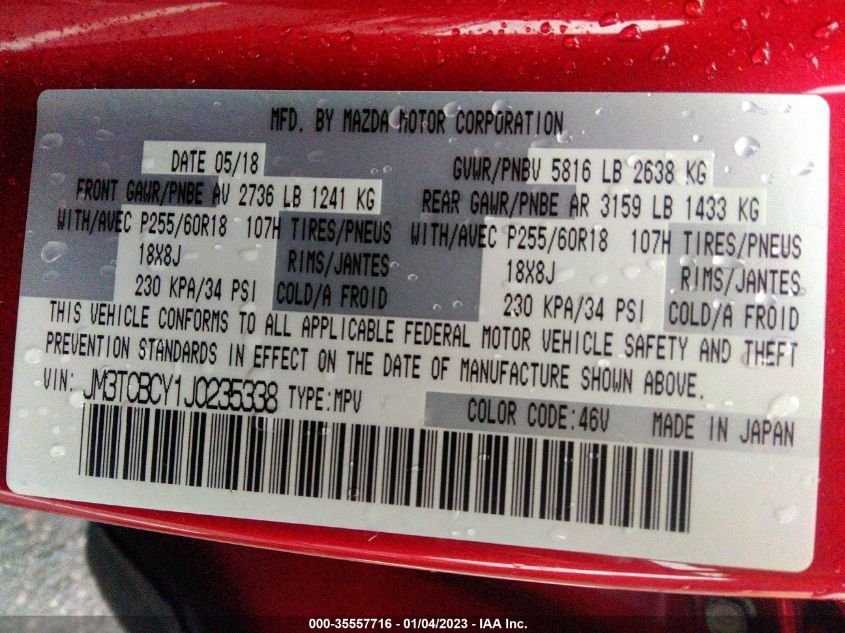 MFD. BY MAZDA MOTOR CORPORATION
DATE 05/18 GVWR/PNBV 5816 LB 2638 KG
FRONT GAWR/PNBE AV 2736 LB 1241 KG REAR GAWR/PNBE AR 3159 LB 1433 KG
WITH/AVEC P255/60R18 107H TIRES/PNEUS WITH/AVEC P255/60R18 107H TIRES/PNEUS
18X8J RIMS/JANTES 18X8J RIMS/JANTES
230 KPA/34 PSI COLD/A FROID 230 KPA/34 PSI COLD/A FROID
THIS VEHICLE CONFORMS TO ALL APPLICABLE FEDERAL MOTOR VEHICLE SAFETY AND THEFT
PREVENTION STANDARDS IN EFFECT ON THE DATE OF MANUFACTURE SHOWN ABOVE.
VIN: JM3TCBCY1J0235338 TYPE:MPV
COLOR CODE:46V MADE IN JAPAN
000-35557716 - 01/04/2023 - IAA Inc.